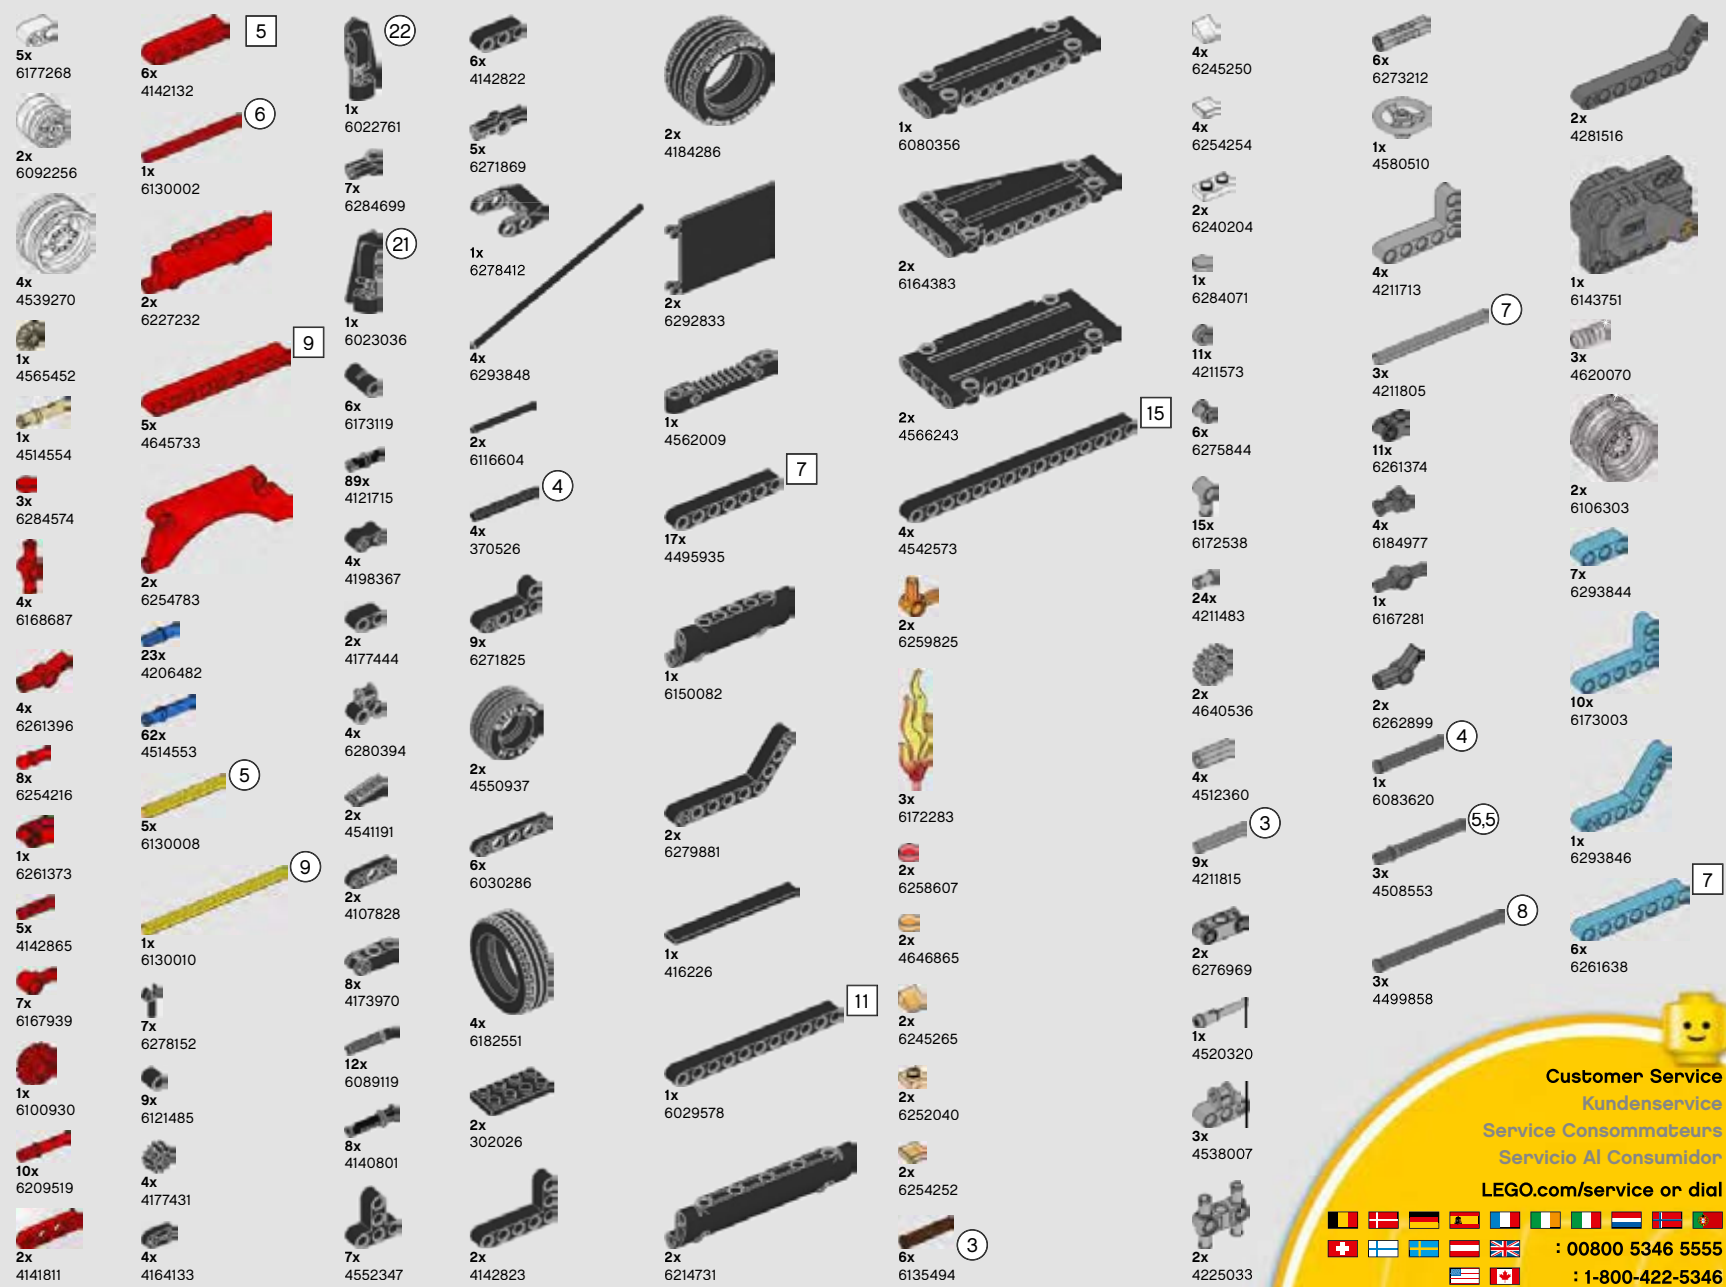 5x
6177268
2x
6092256
4x
4539270
1x
4565452
1x
4514554
3x
6284574
4x
6168687
4x
6261396
8x
6254216
1x
6261373
5x
4142865
7x
6167939
1x
6100930
10x
6209519
2x
4141811
5
6x
4142132
6
1x
6130002
2x
6227232
9
5x
4645733
2x
6254783
23x
4206482
62x
4514553
5
5x
6130008
9
1x
6130010
7x
6278152
9x
6121485
4x
4177431
4x
4164133
22
1x
6022761
7x
6284699
21
1x
6023036
6x
6173119
89x
4121715
4x
4198367
2x
4177444
4x
6280394
2x
4541191
2x
4107828
8x
4173970
12x
6089119
8x
4140801
7x
4552347
6x
4142822
5x
6271869
1x
6278412
4x
6293848
2x
6116604
4
4x
370526
9x
6271825
2x
4550937
6x
6030286
4x
6182551
2x
302026
2x
4142823
2x
4184286
2x
6292833
1x
4562009
7
17x
4495935
1x
6150082
2x
6279881
1x
416226
11
1x
6029578
2x
6214731
1x
6080356
2x
6164383
2x
4566243
15
4x
4542573
2x
6259825
3x
6172283
2x
6258607
2x
4646865
2x
6245265
2x
6252040
2x
6254252
3
6x
6135494
4x
6245250
4x
6254254
2x
6240204
1x
6284071
11x
4211573
6x
6275844
15x
6172538
24x
4211483
2x
4640536
4x
4512360
3
9x
4211815
2x
6276969
1x
4520320
3x
4538007
2x
4225033
6x
6273212
1x
4580510
4x
4211713
7
3x
4211805
11x
6261374
4x
6184977
1x
6167281
2x
6262899
4
1x
6083620
5,5
3x
4508553
8
3x
4499858
2x
4281516
1x
6143751
3x
4620070
2x
6106303
7x
6293844
10x
6173003
1x
6293846
7
6x
6261638
Customer Service
Kundenservice
Service Consommateurs
Servicio Al Consumidor
LEGO.com/service or dial
: 00800 5346 5555
: 1-800-422-5346